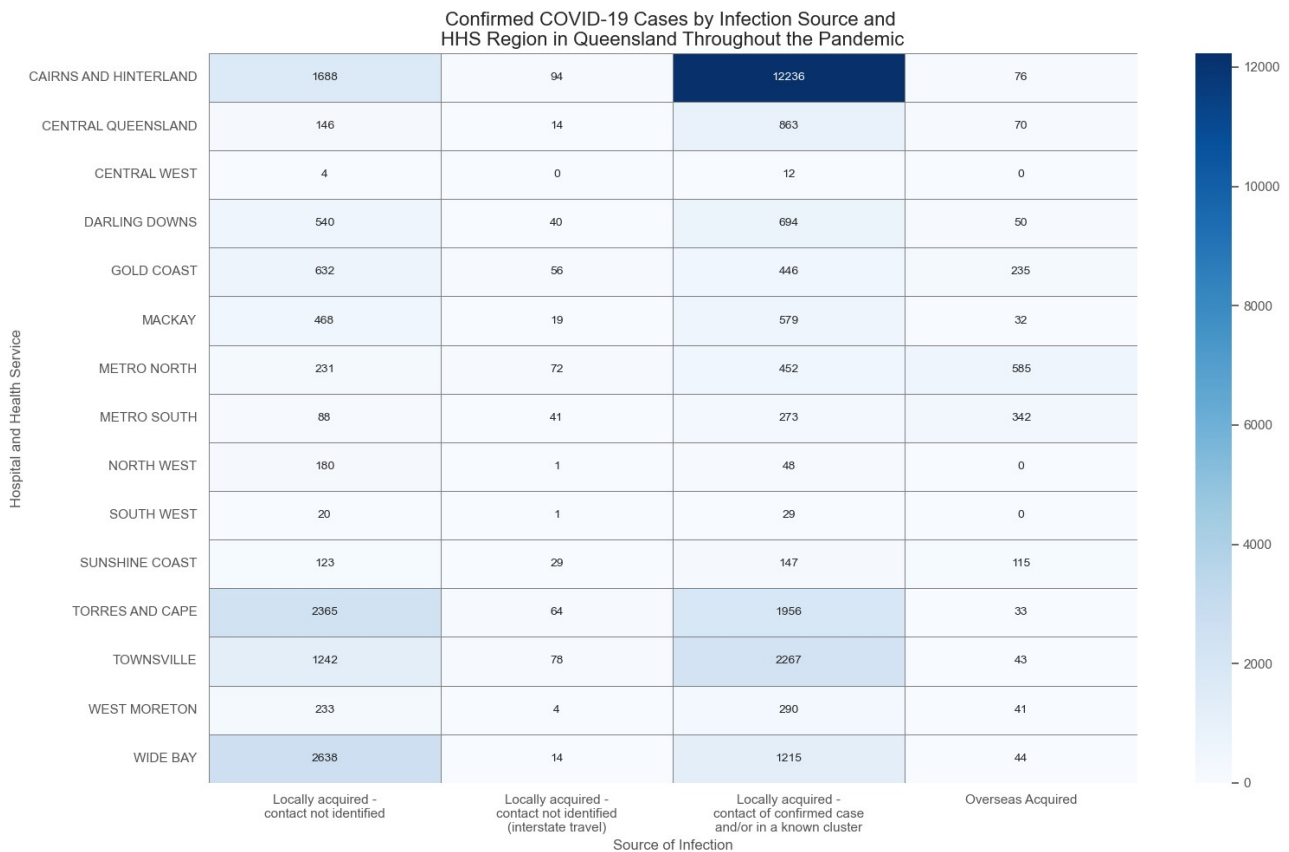 Confirmed COVID-19 Cases by Infection Source and
HHS Region in Queensland Throughout the Pandemic
Hospital and Health Service
CAIRNS AND HINTERLAND 1688 94 12236 76
CENTRAL QUEENSLAND 146 14 863 70
CENTRAL WEST 4 0 12 0
DARLING DOWNS 540 40 694 50
GOLD COAST 632 56 446 235
MACKAY 468 19 579 32
METRO NORTH 231 72 452 585
METRO SOUTH 88 41 273 342
NORTH WEST 180 1 48 0
SOUTH WEST 20 1 29 0
SUNSHINE COAST 123 29 147 115
TORRES AND CAPE 2365 64 1956 33
TOWNSVILLE 1242 78 2267 43
WEST MORETON 233 4 290 41
WIDE BAY 2638 14 1215 44
Locally acquired -
contact not identified
Locally acquired -
contact not identified
(interstate travel)
Locally acquired -
contact of confirmed case
and/or in a known cluster
Overseas Acquired
Source of Infection
12000
10000
8000
6000
4000
2000
0